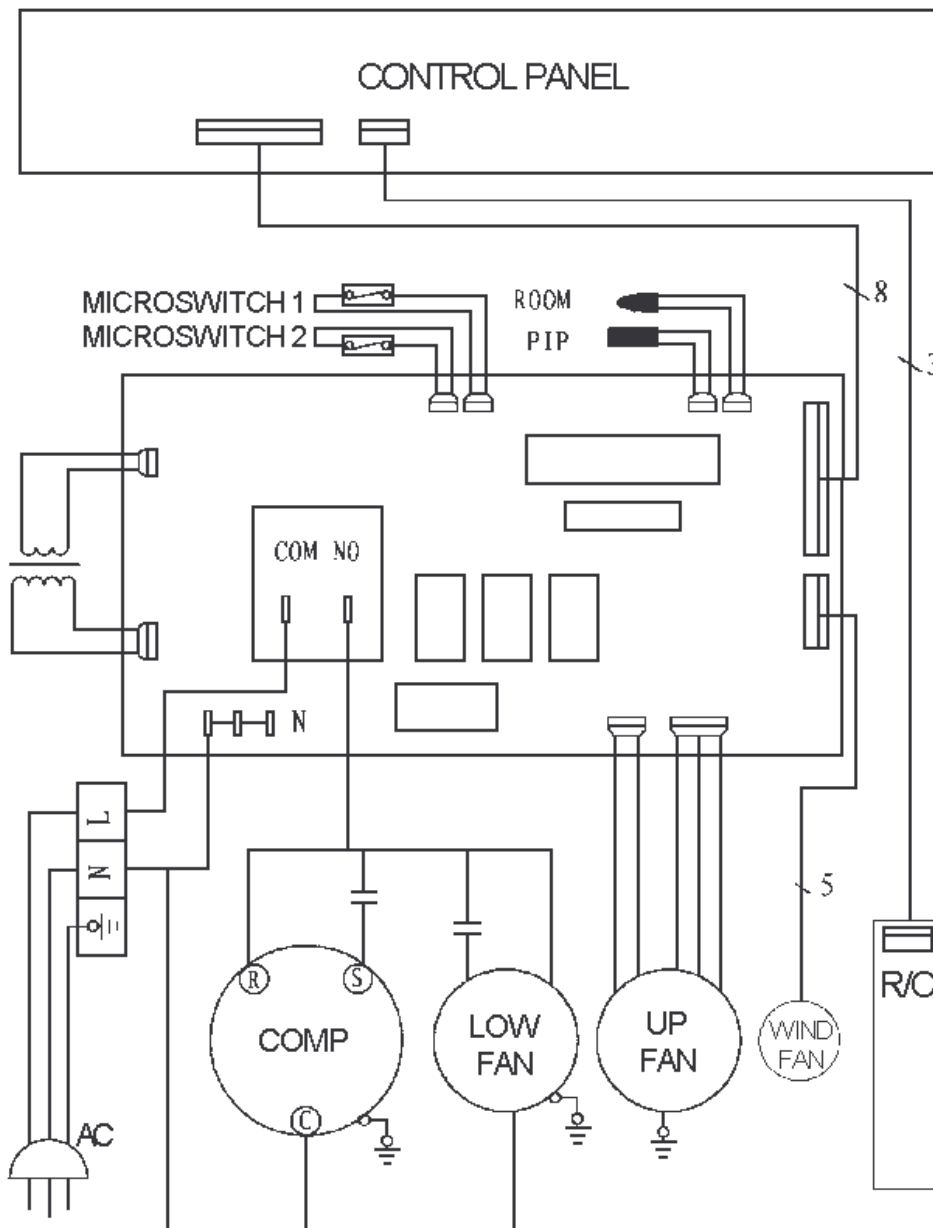 CONTROL PANEL
8
3
MICROSWITCH 1
MICROSWITCH 2
ROOM
PIP
COM NO
N
L
N
5
R
S
COMP
C
LOW
FAN
UP
FAN
WIND
FAN
R/C
AC